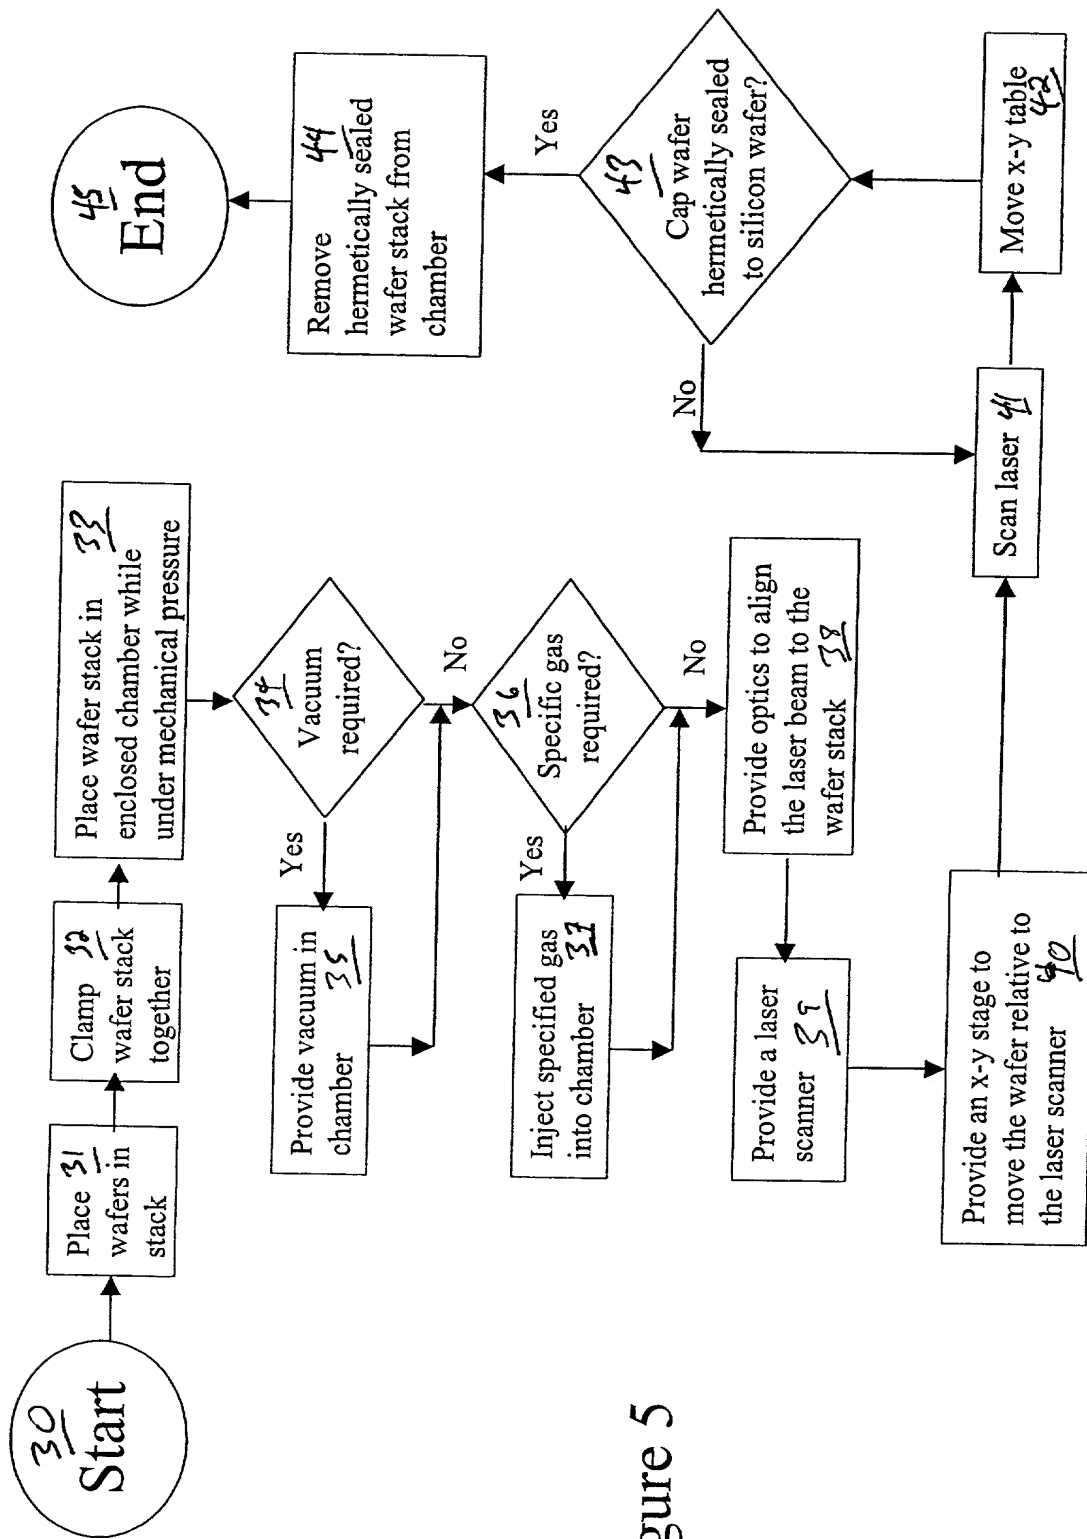 30
Start
Place 31
wafers in
stack
Clamp 32
wafer stack
together
Place wafer stack in 33
enclosed chamber while
under mechanical pressure
34
Vacuum
required?
Yes
No
Provide vacuum in
chamber 35
36
Specific gas
required?
Yes
No
Inject specified gas
into chamber 37
Provide optics to align
the laser beam to the
wafer stack 38
Provide a laser
scanner 39
Provide an x-y stage to
move the wafer relative to
the laser scanner 40
Scan laser 41
Move x-y table
42
43
Cap wafer
hermetically sealed
to silicon wafer?
No
Yes
Remove 44
hermetically sealed
wafer stack from
chamber
45
End
gure 5